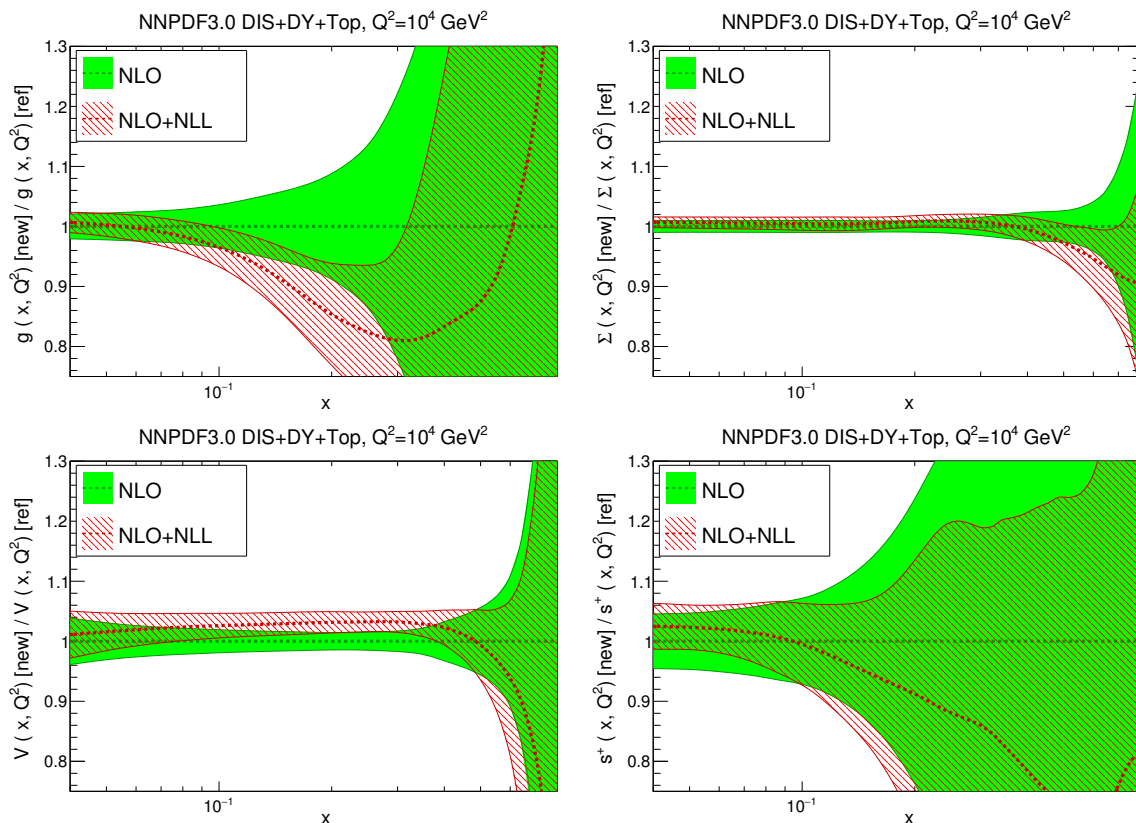 NNPDF3.0 DIS+DY+Top, Q²=10⁴ GeV²
g ( x, Q²) [new] / g ( x, Q²) [ref]
1.3
1.2
1.1
1
0.9
0.8
NLO
NLO+NLL
10⁻¹
x
NNPDF3.0 DIS+DY+Top, Q²=10⁴ GeV²
Σ ( x, Q²) [new] / Σ ( x, Q²) [ref]
1.3
1.2
1.1
1
0.9
0.8
NLO
NLO+NLL
10⁻¹
x
NNPDF3.0 DIS+DY+Top, Q²=10⁴ GeV²
V ( x, Q²) [new] / V ( x, Q²) [ref]
1.3
1.2
1.1
1
0.9
0.8
NLO
NLO+NLL
10⁻¹
x
NNPDF3.0 DIS+DY+Top, Q²=10⁴ GeV²
s⁺ ( x, Q²) [new] / s⁺ ( x, Q²) [ref]
1.3
1.2
1.1
1
0.9
0.8
NLO
NLO+NLL
10⁻¹
x